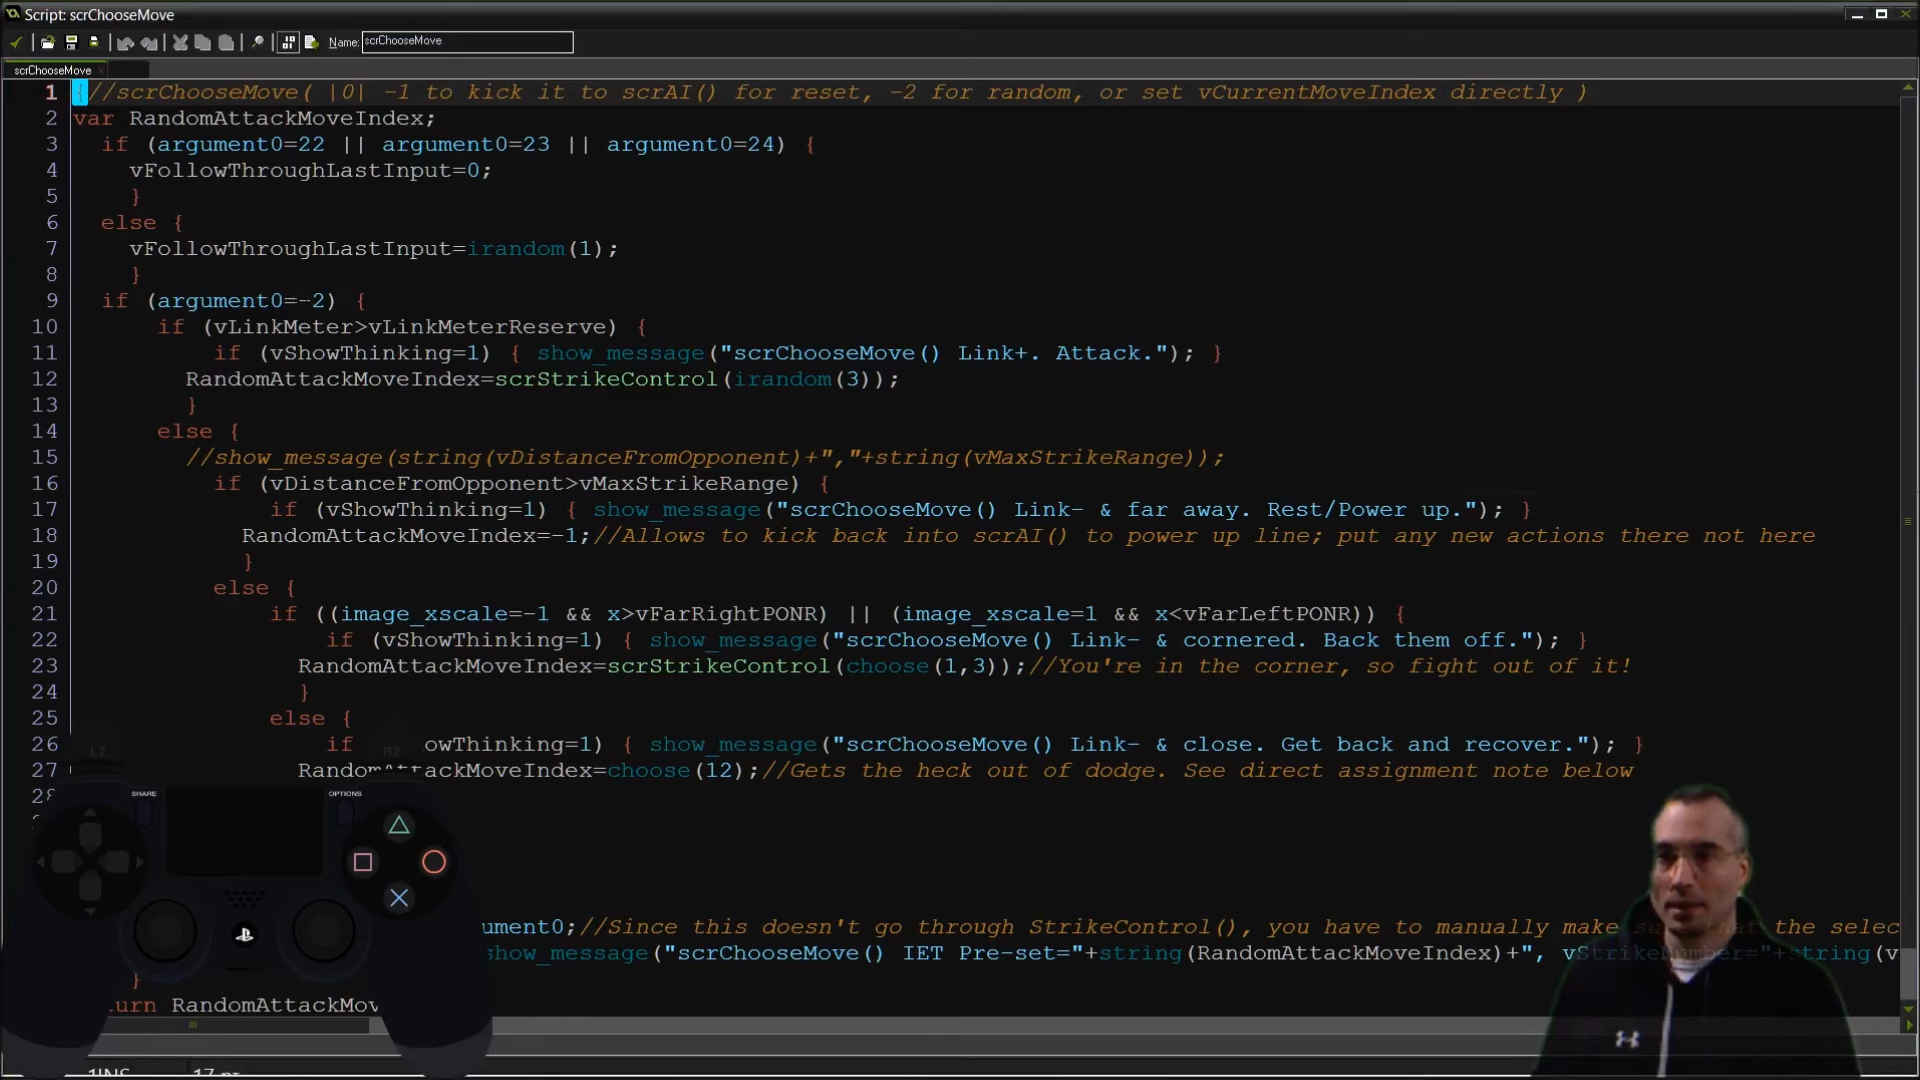 Script: scrChooseMove
Name: scrChooseMove
scrChooseMove
1 {//scrChooseMove( |0| -1 to kick it to scrAI() for reset, -2 for random, or set vCurrentMoveIndex directly )
2 var RandomAttackMoveIndex;
3 if (argument0=22 || argument0=23 || argument0=24) {
4 vFollowThroughLastInput=0;
5 }
6 else {
7 vFollowThroughLastInput=irandom(1);
8 }
9 if (argument0=-2) {
10 if (vLinkMeter>vLinkMeterReserve) {
11 if (vShowThinking=1) { show_message("scrChooseMove() Link+. Attack."); }
12 RandomAttackMoveIndex=scrStrikeControl(irandom(3));
13 }
14 else {
15 //show_message(string(vDistanceFromOpponent)+","+string(vMaxStrikeRange));
16 if (vDistanceFromOpponent>vMaxStrikeRange) {
17 if (vShowThinking=1) { show_message("scrChooseMove() Link- & far away. Rest/Power up."); }
18 RandomAttackMoveIndex=-1;//Allows to kick back into scrAI() to power up line; put any new actions there not here
19 }
20 else {
21 if ((image_xscale=-1 && x>vFarRightPONR) || (image_xscale=1 && x<vFarLeftPONR)) {
22 if (vShowThinking=1) { show_message("scrChooseMove() Link- & cornered. Back them off."); }
23 RandomAttackMoveIndex=scrStrikeControl(choose(1,3));//You're in the corner, so fight out of it!
24 }
25 else {
26 if owThinking=1) { show_message("scrChooseMove() Link- & close. Get back and recover."); }
27 RandomAttackMoveIndex=choose(12);//Gets the heck out of dodge. See direct assignment note below
L2 R2
SHARE OPTIONS
ument0;//Since this doesn't go through StrikeControl(), you have to manually make that the selec
show_message("scrChooseMove() IET Pre-set="+string(RandomAttackMoveIndex)+", vStrikeNumber="+string(v
}
urn RandomAttackMov